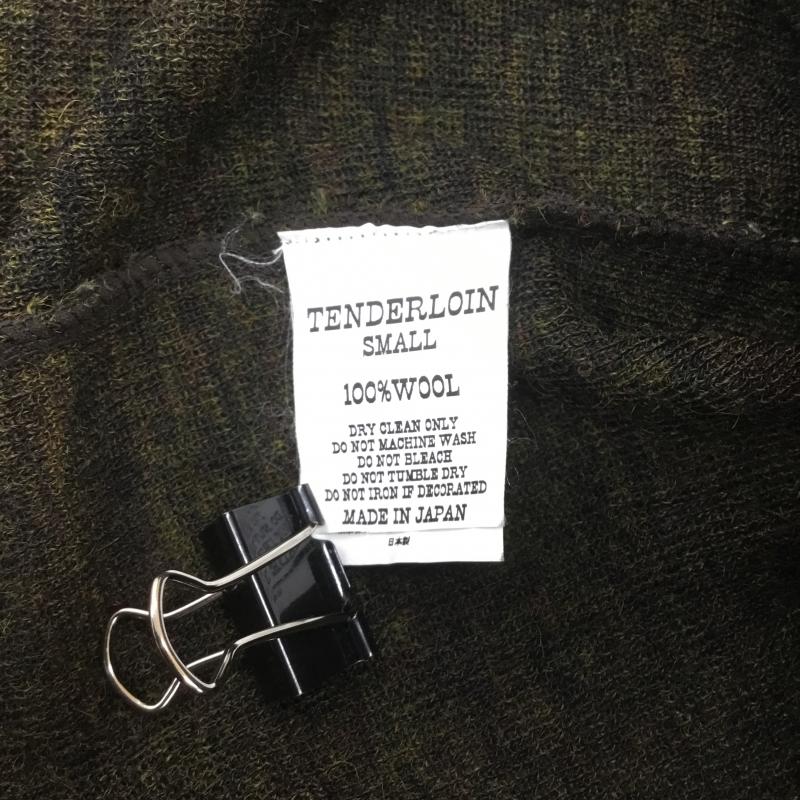 TENDERLOIN
SMALL
100%WOOL
DRY CLEAN ONLY
DO NOT MACHINE WASH
DO NOT BLEACH
DO NOT TUMBLE DRY
DO NOT IRON IF DECORATED
MADE IN JAPAN
日本製